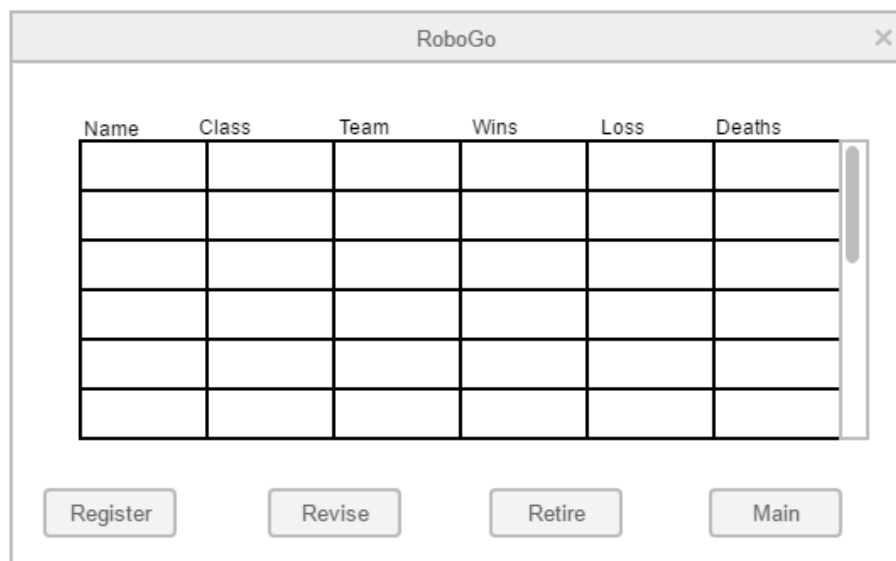 RoboGo ×
Name Class Team Wins Loss Deaths
Register Revise Retire Main